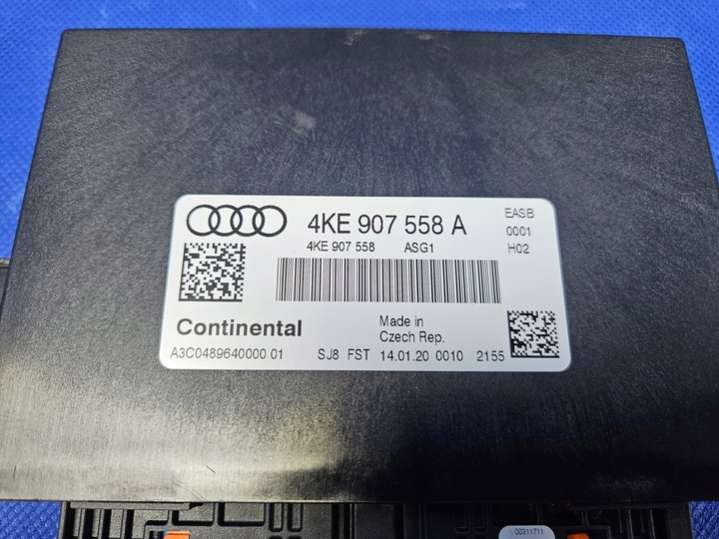 4KE 907 558 A
EASB
0001
H02
4KE 907 558 ASG1
Continental
Made in
Czech Rep.
A3C0489640000 01 SJ8 FST 14.01.20 0010 2155